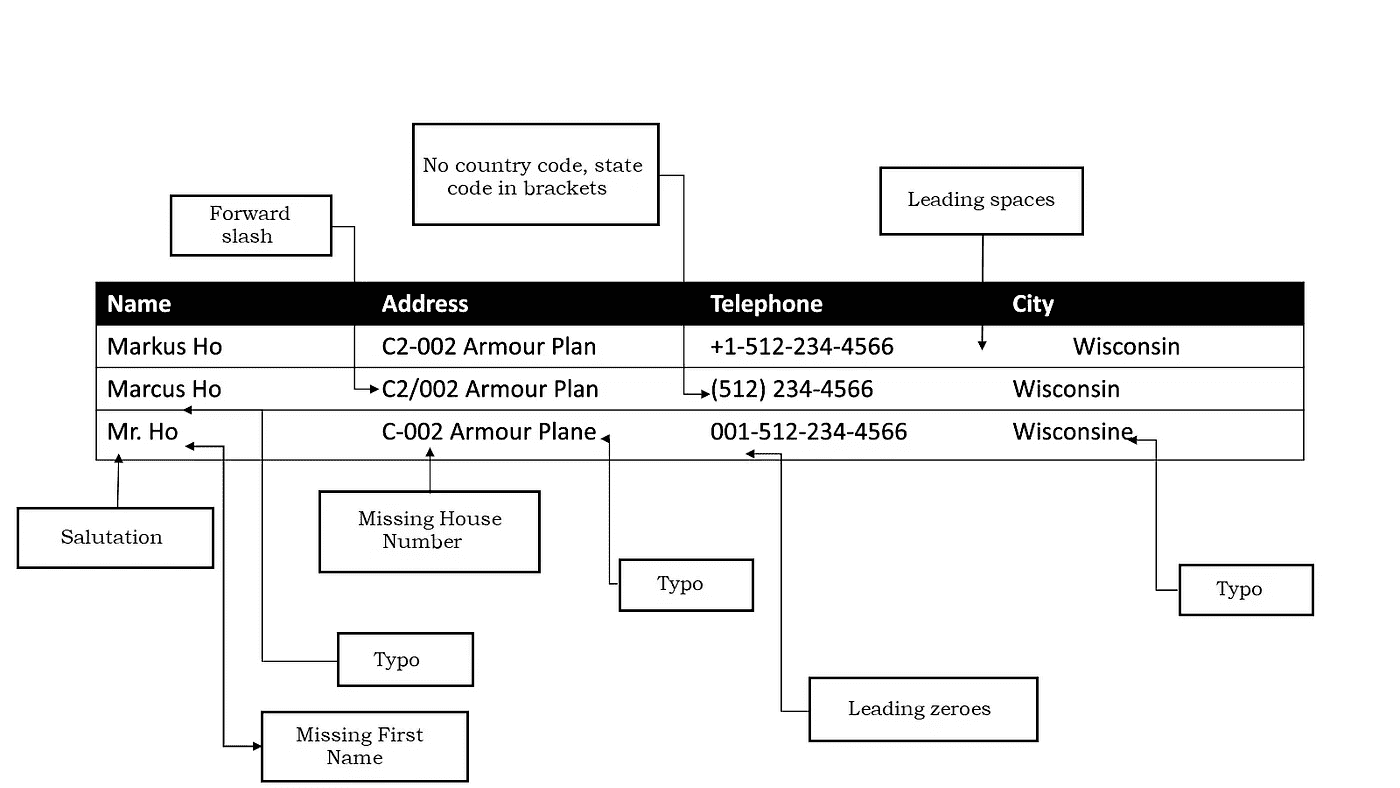 No country code, state
code in brackets
Leading spaces
Forward
slash
Name Address Telephone City
Markus Ho C2-002 Armour Plan +1-512-234-4566 Wisconsin
Marcus Ho C2/002 Armour Plan (512) 234-4566 Wisconsin
Mr. Ho C-002 Armour Plane 001-512-234-4566 Wisconsine
Salutation
Missing House
Number
Typo
Typo
Typo
Leading zeroes
Missing First
Name